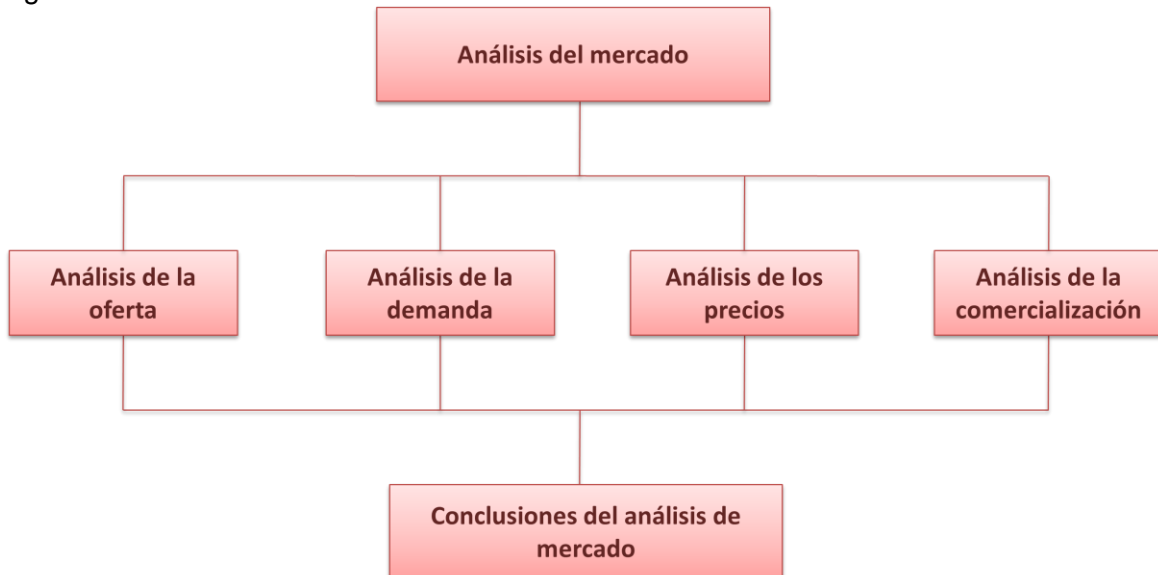 Análisis del mercado
Análisis de la
oferta
Análisis de la
demanda
Análisis de los
precios
Análisis de la
comercialización
Conclusiones del análisis de
mercado